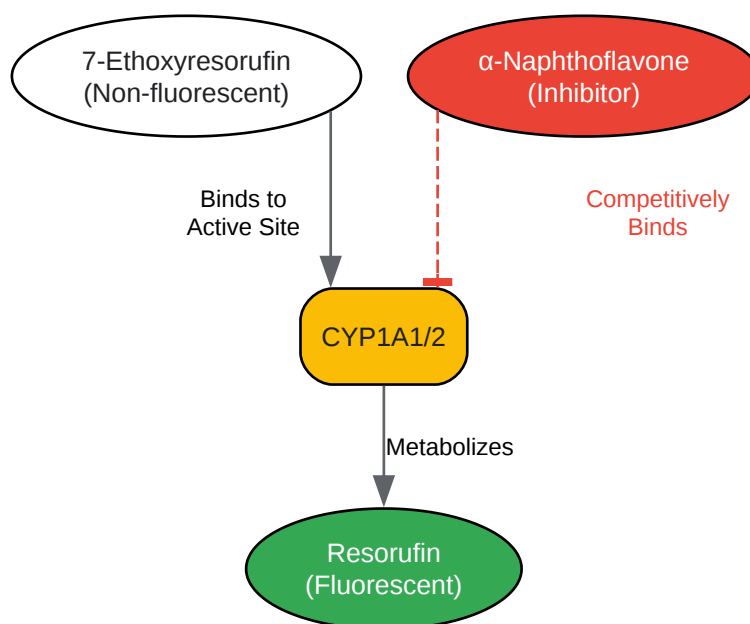 7-Ethoxyresorufin
(Non-fluorescent)
α-Naphthoflavone
(Inhibitor)
Binds to
Active Site
Competitively
Binds
CYP1A1/2
Metabolizes
Resorufin
(Fluorescent)